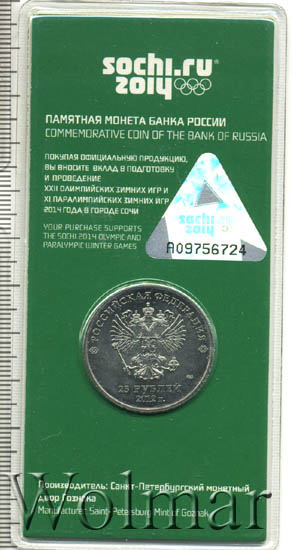 sochi.ru
2014
ПАМЯТНАЯ МОНЕТА БАНКА РОССИИ
COMMEMORATIVE COIN OF THE BANK OF RUSSIA
ПОКУПАЯ ОФИЦИАЛЬНУЮ ПРОДУКЦИЮ,
ВЫ ВНОСИТЕ ВКЛАД В ПОДГОТОВКУ
И ПРОВЕДЕНИЕ
XXII ОЛИМПИЙСКИХ ЗИМНИХ ИГР И
XI ПАРАЛИМПИЙСКИХ ЗИМНИХ ИГР
2014 ГОДА В ГОРОДЕ СОЧИ
YOUR PURCHASE SUPPORTS
THE SOCHI 2014 OLYMPIC AND
PARALYMPIC WINTER GAMES
sochi.ru
2014
A09756724
РОССИЙСКАЯ ФЕДЕРАЦИЯ
25 РУБЛЕЙ
2012 г.
Производитель: Санкт-Петербургский монетный
двор Гознака
Manufacturer: Saint-Petersburg Mint of Goznak
Wolmar